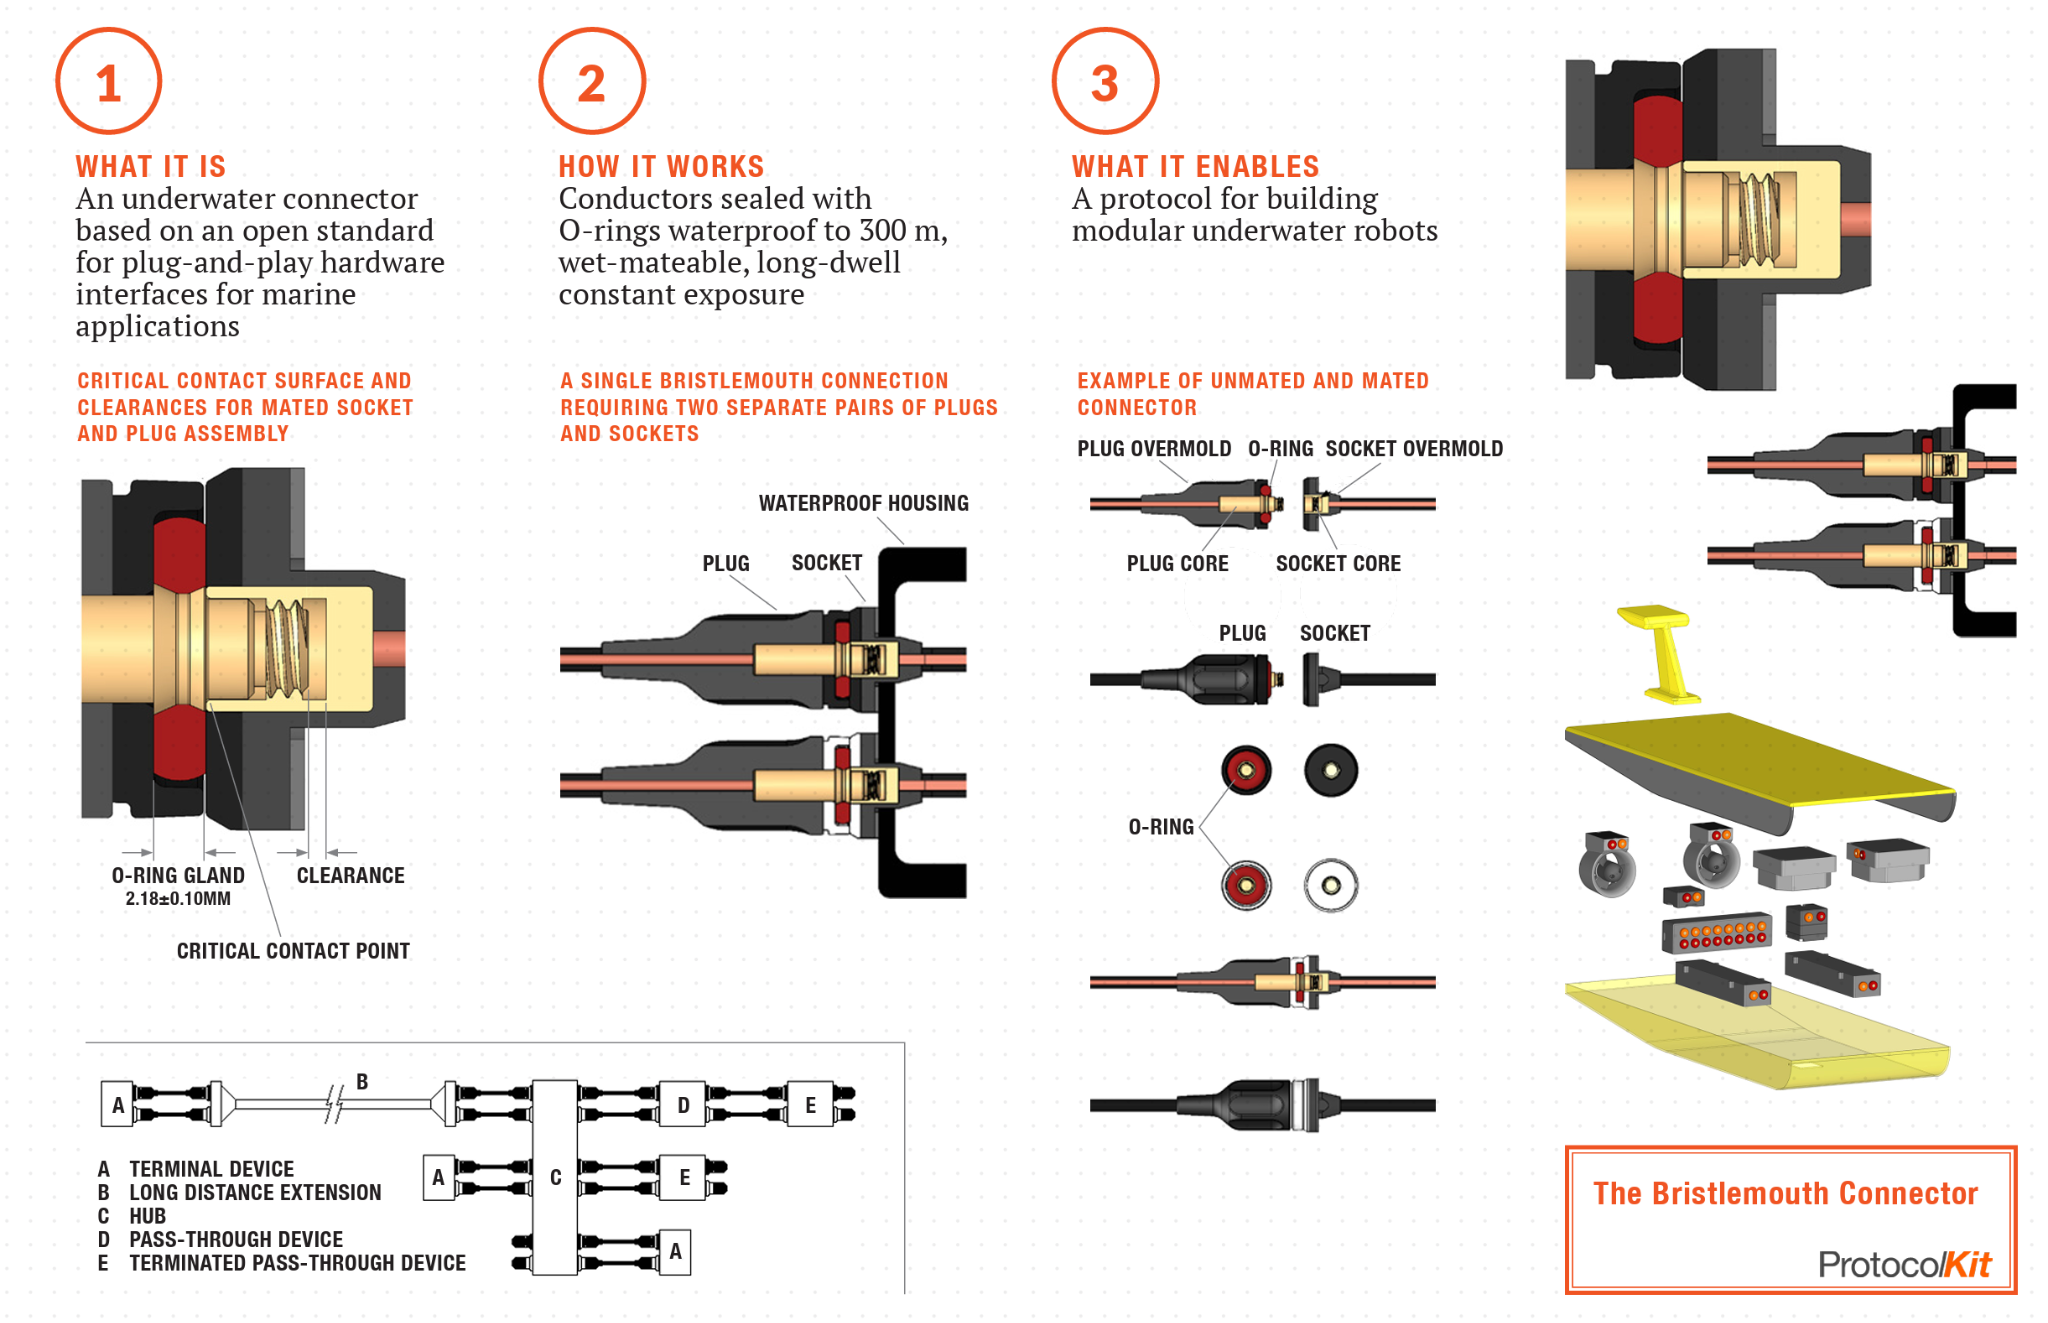 1
WHAT IT IS
An underwater connector
based on an open standard
for plug-and-play hardware
interfaces for marine
applications
CRITICAL CONTACT SURFACE AND
CLEARANCES FOR MATED SOCKET
AND PLUG ASSEMBLY
O-RING GLAND
2.18±0.10MM
CLEARANCE
CRITICAL CONTACT POINT
2
HOW IT WORKS
Conductors sealed with
O-rings waterproof to 300 m,
wet-mateable, long-dwell
constant exposure
A SINGLE BRISTLEMOUTH CONNECTION
REQUIRING TWO SEPARATE PAIRS OF PLUGS
AND SOCKETS
WATERPROOF HOUSING
PLUG
SOCKET
A
B
D
E
A
C
E
A
A TERMINAL DEVICE
B LONG DISTANCE EXTENSION
C HUB
D PASS-THROUGH DEVICE
E TERMINATED PASS-THROUGH DEVICE
3
WHAT IT ENABLES
A protocol for building
modular underwater robots
EXAMPLE OF UNMATED AND MATED
CONNECTOR
PLUG OVERMOLD O-RING SOCKET OVERMOLD
PLUG CORE SOCKET CORE
PLUG SOCKET
O-RING
The Bristlemouth Connector
ProtocolKit